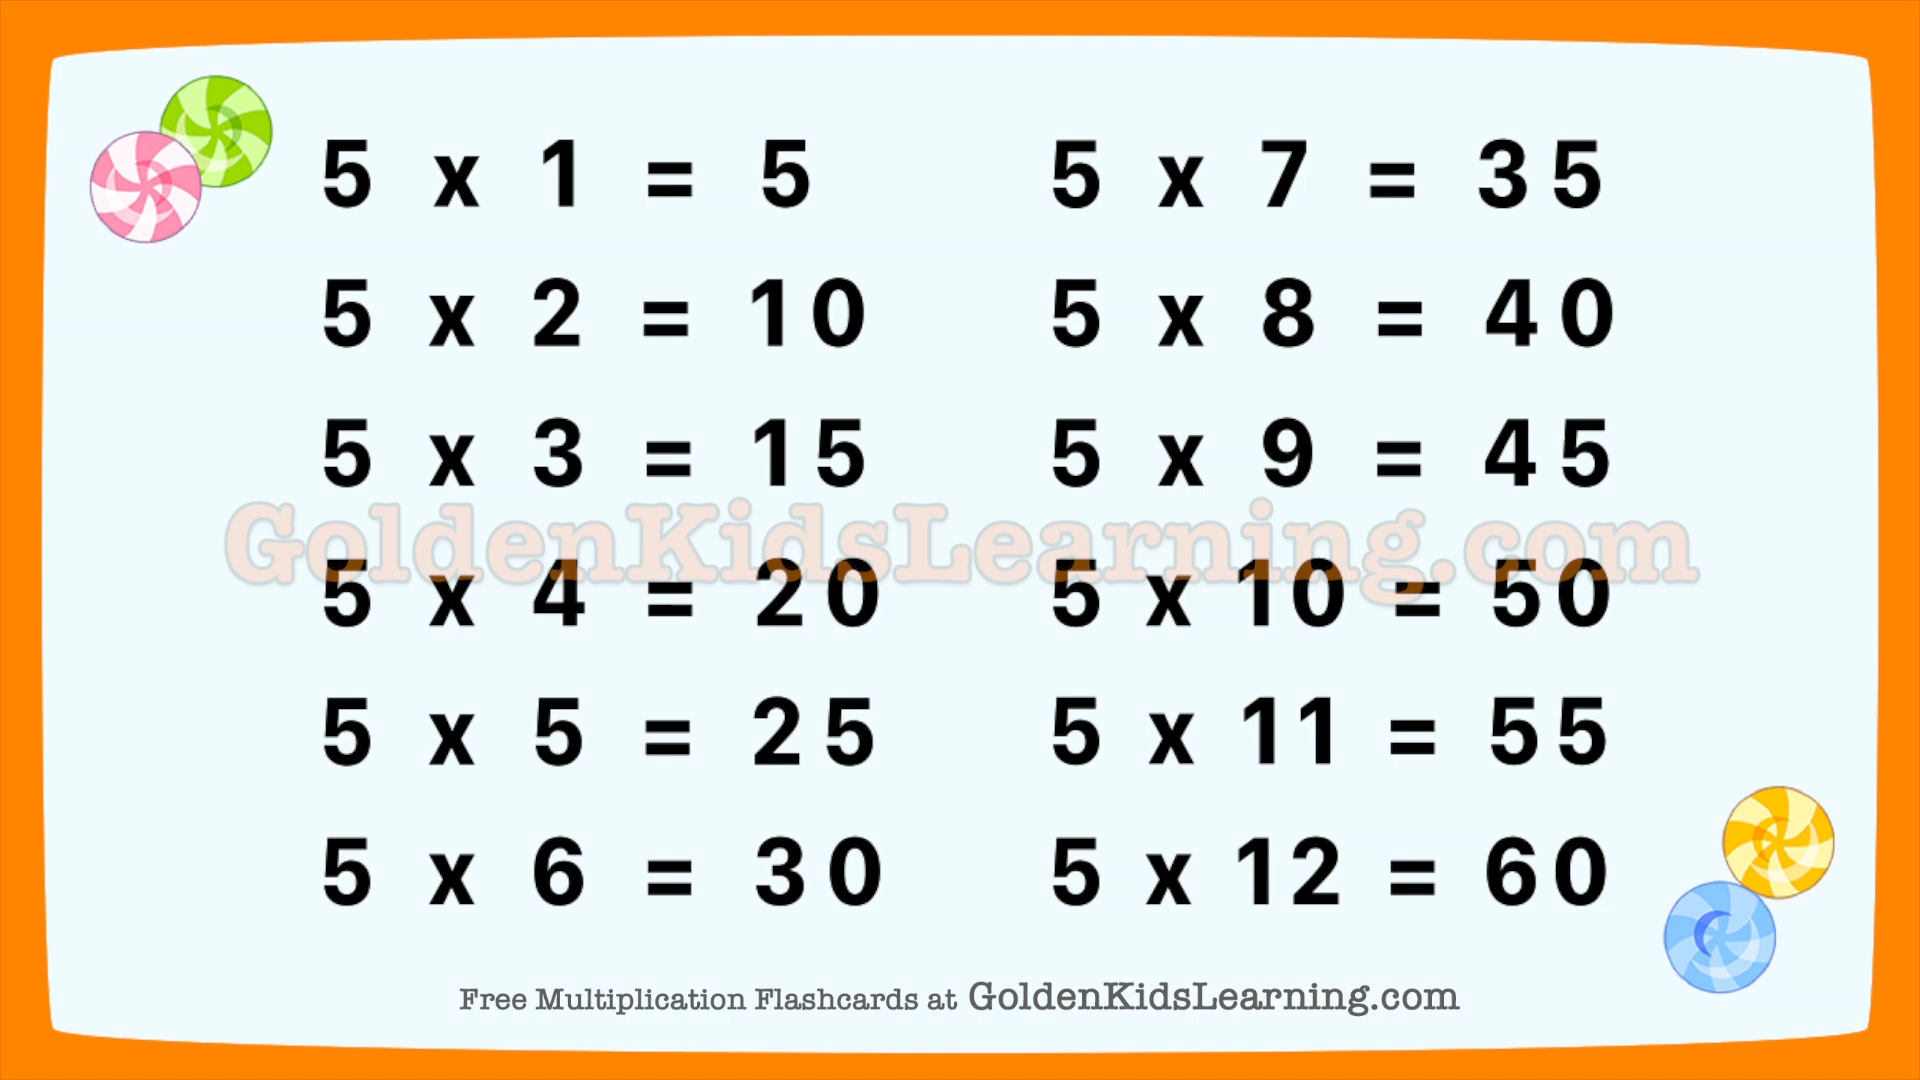 5 x 1 = 5
5 x 2 = 10
5 x 3 = 15
5 x 4 = 20
5 x 5 = 25
5 x 6 = 30
5 x 7 = 35
5 x 8 = 40
5 x 9 = 45
5 x 10 = 50
5 x 11 = 55
5 x 12 = 60
GoldenKidsLearning.com
Free Multiplication Flashcards at GoldenKidsLearning.com